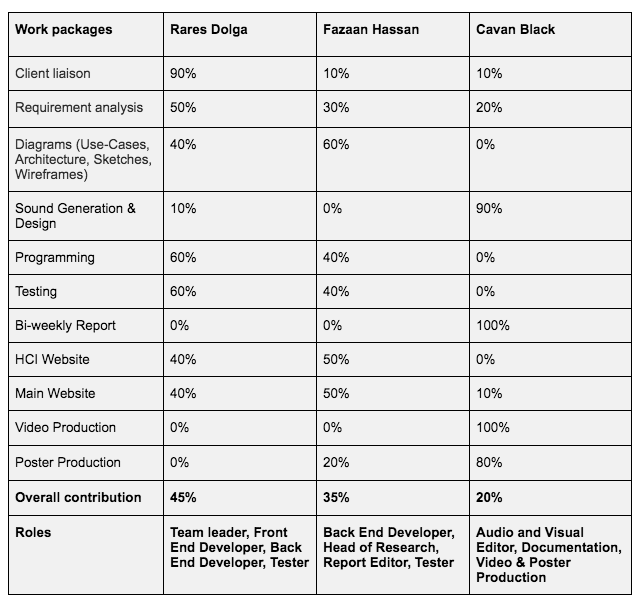 Work packages Rares Dolga Fazaan Hassan Cavan Black
Client liaison 90% 10% 10%
Requirement analysis 50% 30% 20%
Diagrams (Use-Cases, 40% 60% 0%
Architecture, Sketches,
Wireframes)
Sound Generation & 10% 0% 90%
Design
Programming 60% 40% 0%
Testing 60% 40% 0%
Bi-weekly Report 0% 0% 100%
HCI Website 40% 50% 0%
Main Website 40% 50% 10%
Video Production 0% 0% 100%
Poster Production 0% 20% 80%
Overall contribution 45% 35% 20%
Roles Team leader, Front Back End Developer, Audio and Visual
End Developer, Back Head of Research, Editor, Documentation,
End Developer, Tester Report Editor, Tester Video & Poster
Production